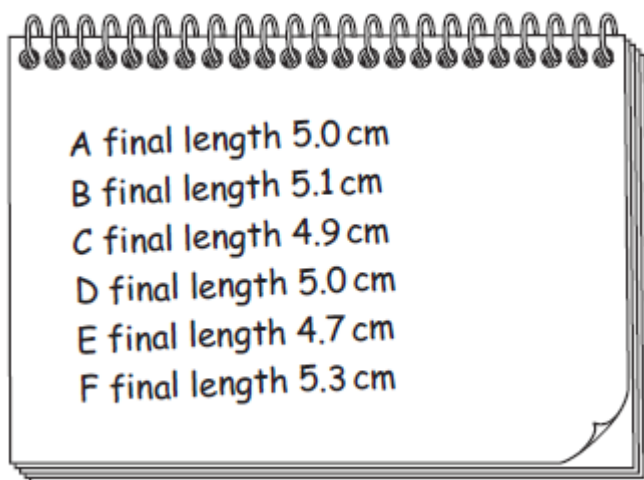 A final length 5.0 cm
B final length 5.1 cm
C final length 4.9 cm
D final length 5.0 cm
E final length 4.7 cm
F final length 5.3 cm